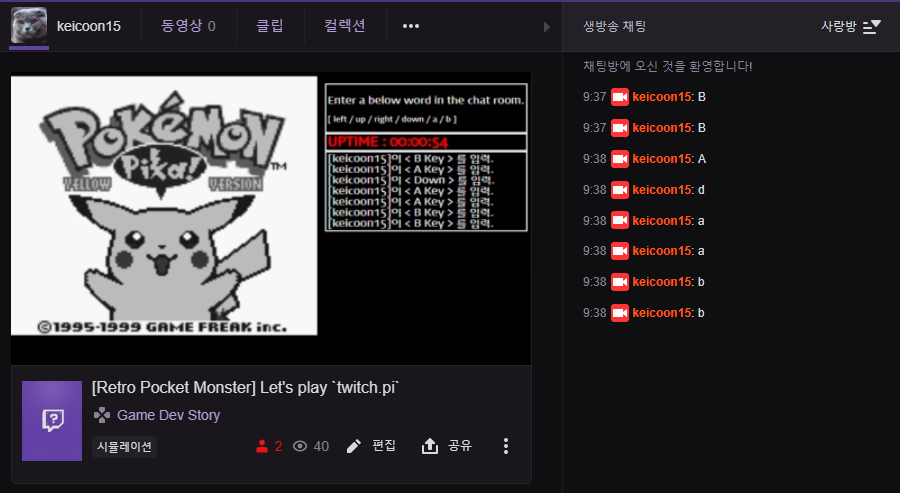 keicoon15
동영상 0
클립
컬렉션
생방송 채팅
사랑방
POKéMON
Pixa!
YELLOW VERSION
TM
©1995-1999 GAME FREAK inc.
Enter a below word in the chat room.
[ left / up / right / down / a / b ]
UPTIME : 00:00:54
[keicoon15]이 < B Key > 를 입력.
[keicoon15]이 < A Key > 를 입력.
[keicoon15]이 < Down > 를 입력.
[keicoon15]이 < A Key > 를 입력.
[keicoon15]이 < A Key > 를 입력.
[keicoon15]이 < B Key > 를 입력.
[keicoon15]이 < B Key > 를 입력.
[Retro Pocket Monster] Let's play `twitch.pi`
Game Dev Story
시뮬레이션
2
40
편집
공유
채팅방에 오신 것을 환영합니다!
9:37 keicoon15: B
9:37 keicoon15: B
9:38 keicoon15: A
9:38 keicoon15: d
9:38 keicoon15: a
9:38 keicoon15: a
9:38 keicoon15: b
9:38 keicoon15: b